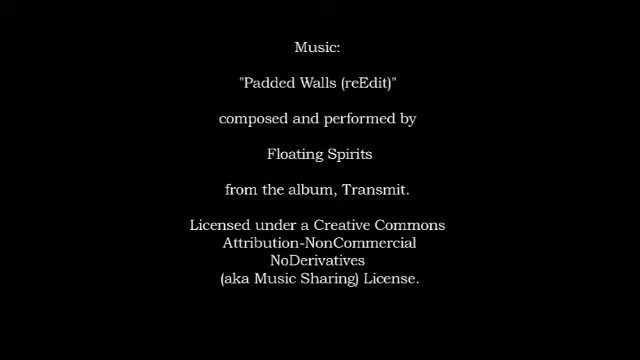 Music:
"Padded Walls (reEdit)"
composed and performed by
Floating Spirits
from the album, Transmit.
Licensed under a Creative Commons
Attribution-NonCommercial
NoDerivatives
(aka Music Sharing) License.